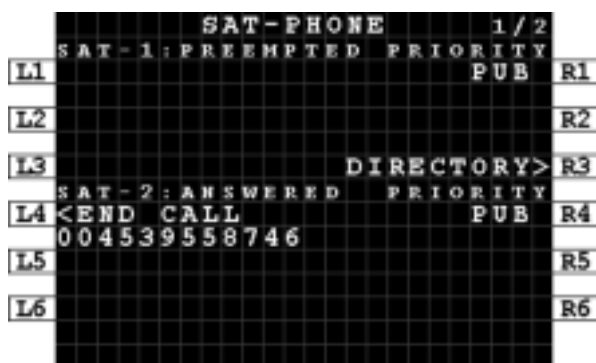 SAT-PHONE 1/2
SAT-1:PREEMPTED PRIORITY
L1 PUB R1
L2 R2
L3 DIRECTORY> R3
SAT-2:ANSWERED PRIORITY
L4 <END CALL PUB R4
004539558746
L5 R5
L6 R6